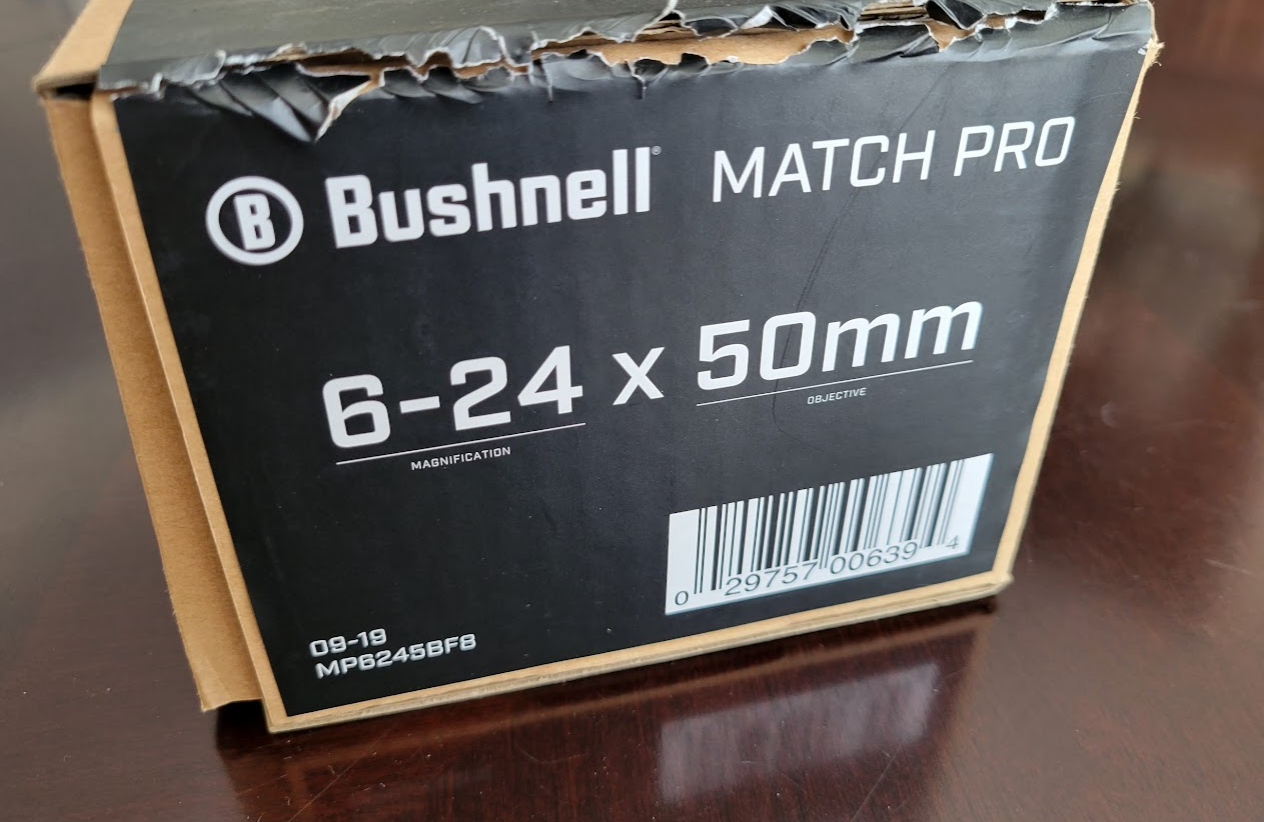 B Bushnell® MATCH PRO
6-24 x 50mm
MAGNIFICATION OBJECTIVE
0 29757 00639 4
09-19
MP6245BF8